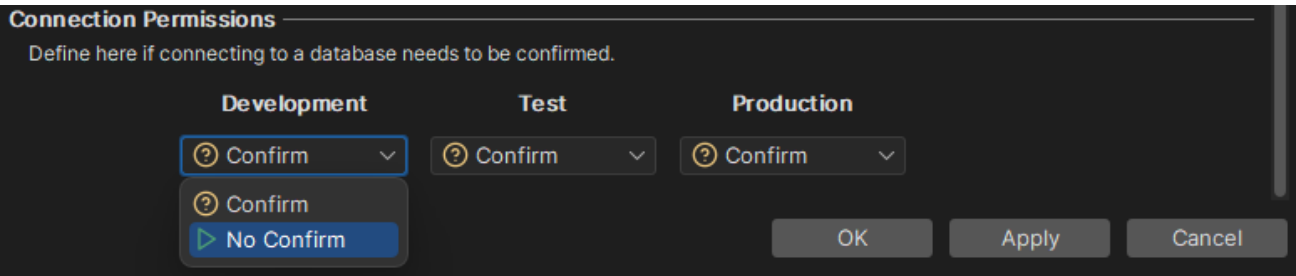 Connection Permissions
Define here if connecting to a database needs to be confirmed.
Development Test Production
Confirm Confirm Confirm
Confirm
No Confirm
OK Apply Cancel